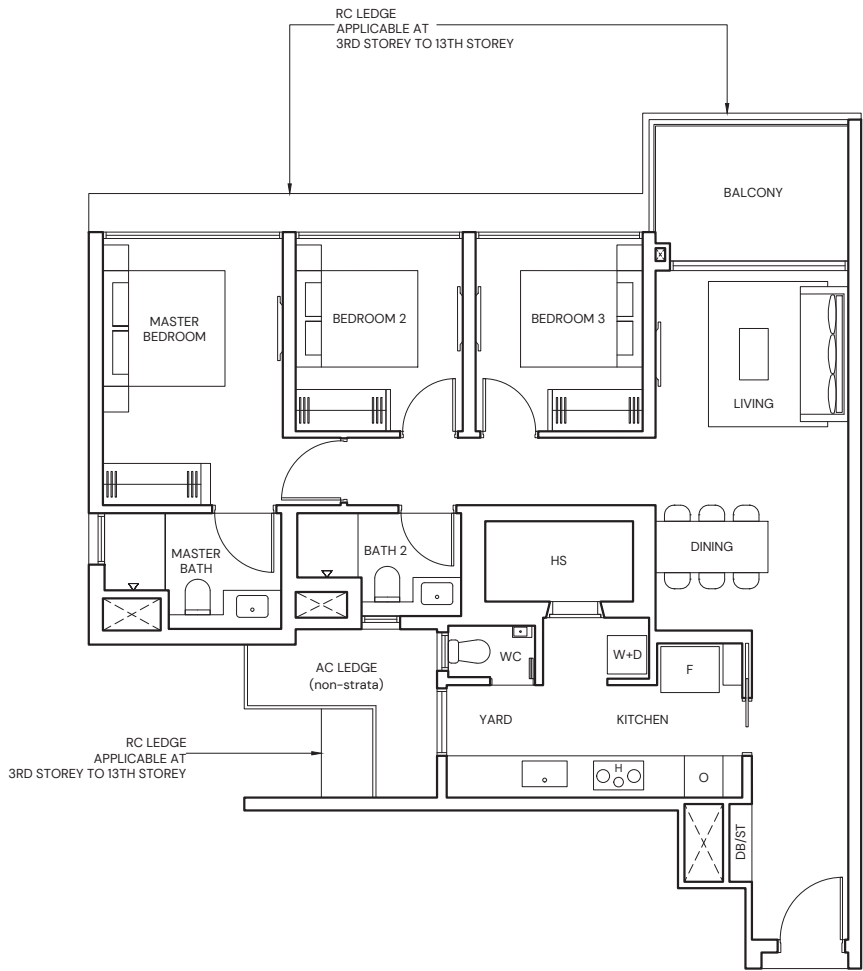 RC LEDGE
APPLICABLE AT
3RD STOREY TO 13TH STOREY
BALCONY
MASTER
BEDROOM
BEDROOM 2
BEDROOM 3
LIVING
MASTER
BATH
BATH 2
HS
DINING
WC
W+D
F
AC LEDGE
(non-strata)
YARD
KITCHEN
RC LEDGE
APPLICABLE AT
3RD STOREY TO 13TH STOREY
H
O
DB/ST